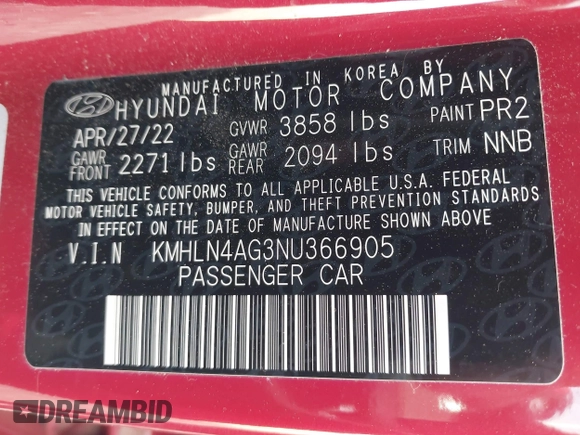 MANUFACTURED IN KOREA BY
HYUNDAI MOTOR COMPANY
APR/27/22 GVWR 3858 lbs PAINT PR2
GAWR FRONT 2271 lbs GAWR REAR 2094 lbs TRIM NNB
THIS VEHICLE CONFORMS TO ALL APPLICABLE U.S.A. FEDERAL
MOTOR VEHICLE SAFETY, BUMPER, AND THEFT PREVENTION STANDARDS
IN EFFECT ON THE DATE OF MANUFACTURE SHOWN ABOVE.
V.I.N KMHLN4AG3NU366905
PASSENGER CAR
DREAMBID